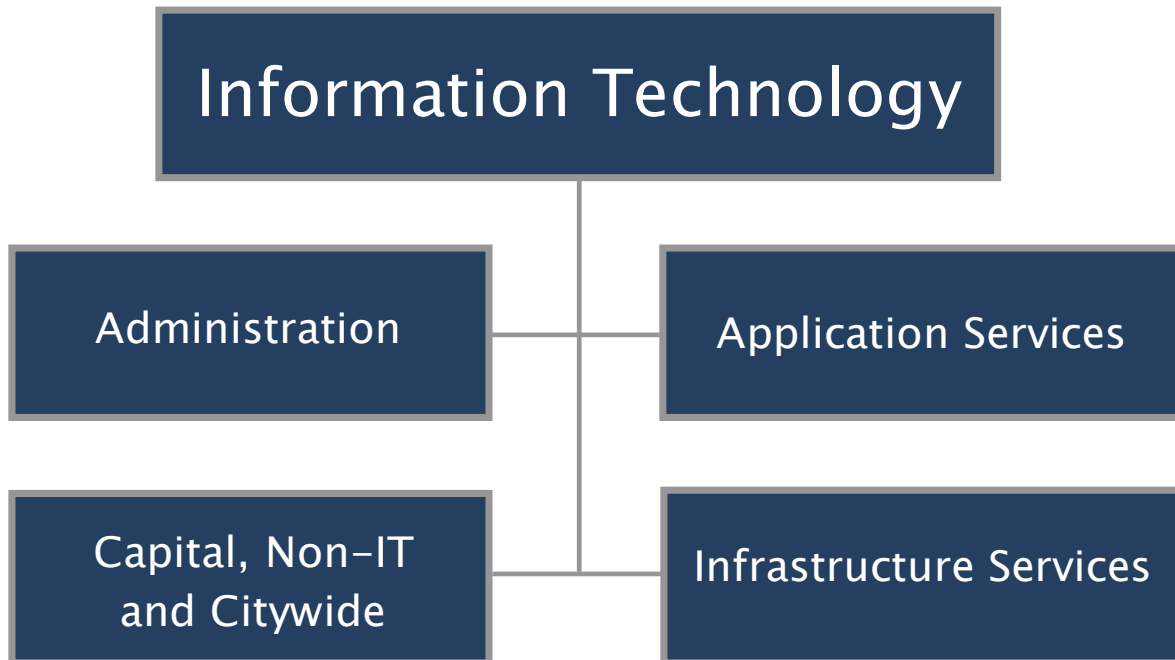 Information Technology
Administration
Application Services
Capital, Non-IT
and Citywide
Infrastructure Services